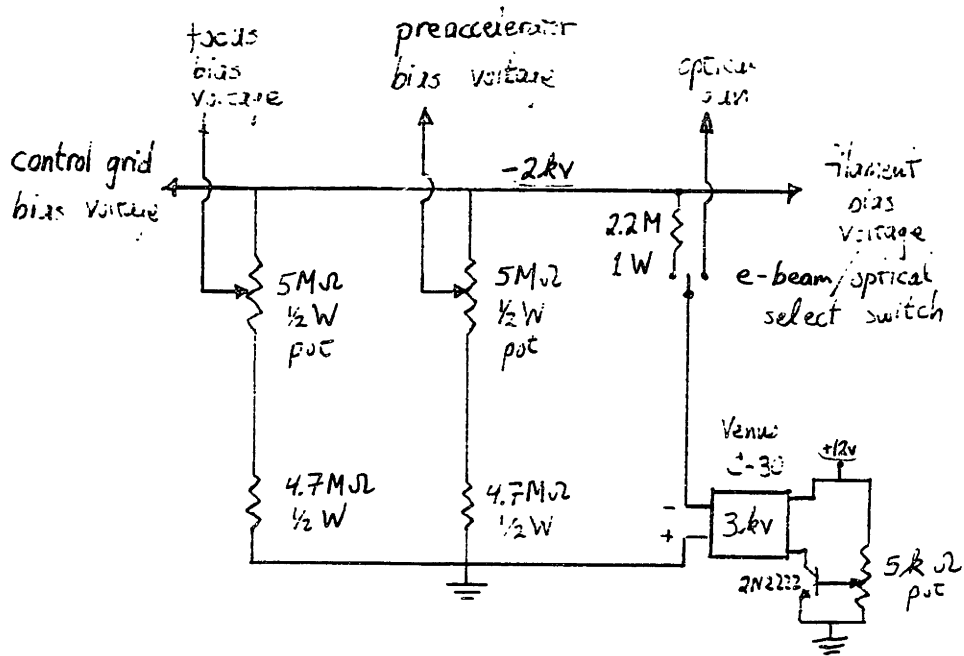 focus
bias
voltage
preaccelerator
bias voltage
optical
control grid
bias voltage
-2kv
filament
bias
voltage
2.2M
1W
e-beam/optical
select switch
5MΩ
½W
pot
5MΩ
½W
pot
4.7MΩ
½W
4.7MΩ
½W
Venus
-30
+12v
-
+
3kv
2N2222
5kΩ
pot